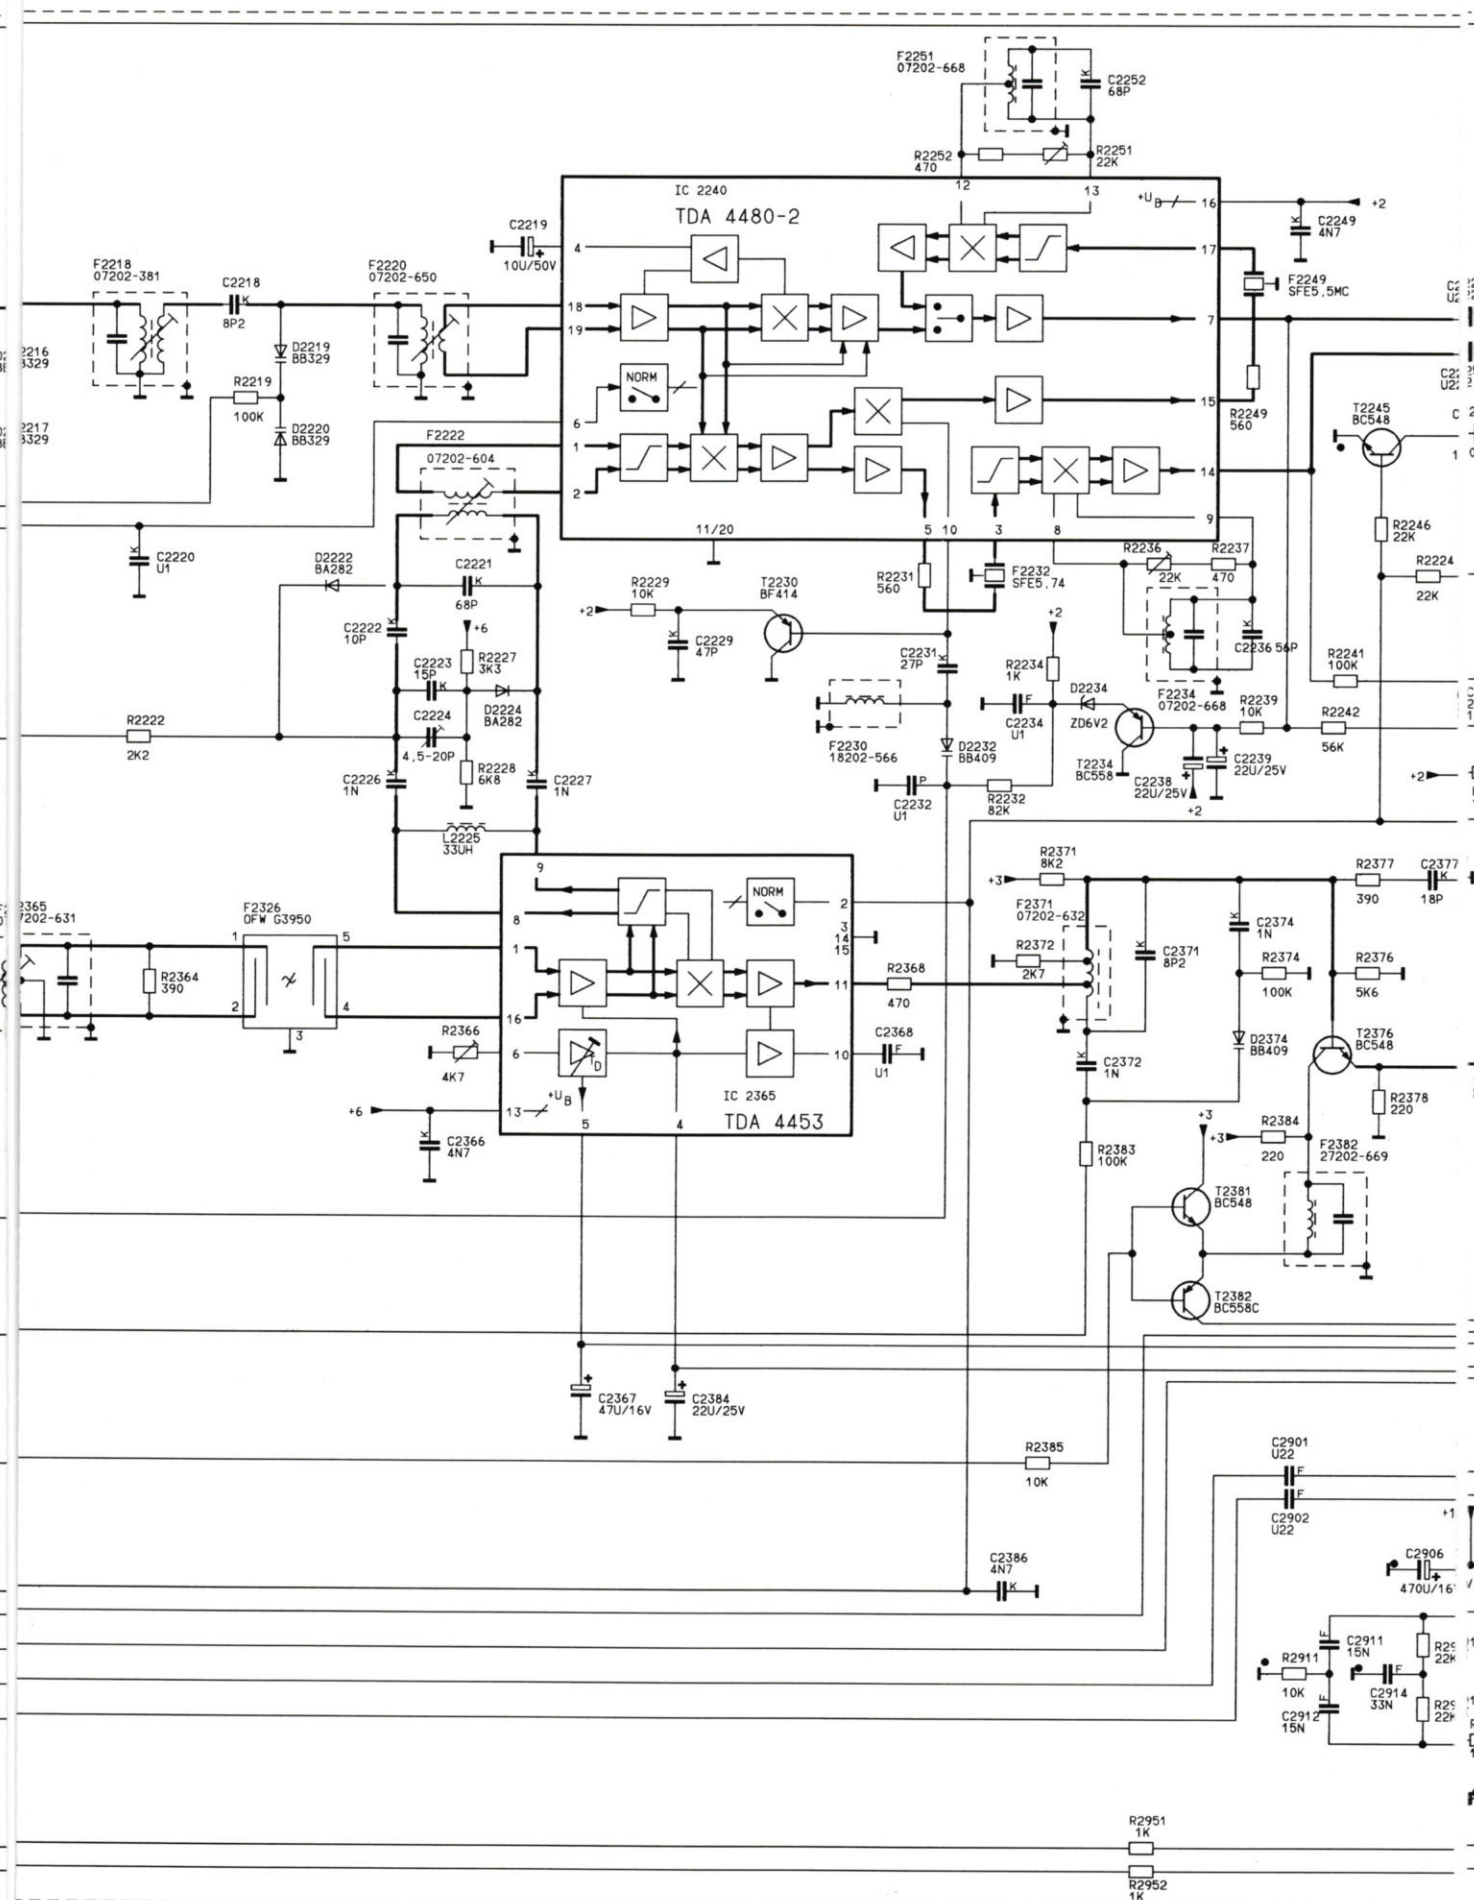 F2251
07202-668
C2252
68P
R2252
470
R2251
22K
12
13
IC 2240
TDA 4480-2
+UB
16
+2
C2249
4N7
C2219
10U/50V
4
17
F2249
SFE5,5MC
F2218
07202-381
C2218
8P2
F2220
07202-650
18
19
7
D2219
BB329
R2219
100K
D2220
BB329
NORM
6
15
R2249
560
T2245
BC548
F2222
07202-604
1
2
14
9
11/20
5
10
3
8
C2220
U1
D2222
BA282
C2221
68P
R2229
10K
+2
T2230
BF414
R2231
560
F2232
SFE5,74
R2236
22K
R2237
470
R2246
22K
R2224
22K
C2222
10P
+6
C2223
15P
R2227
3K3
C2229
47P
C2231
27P
+2
R2234
1K
C2236 56P
R2241
100K
D2224
BA282
C2224
4,5-20P
F2230
18202-566
C2234
U1
D2234
ZD6V2
F2234
07202-668
R2239
10K
R2242
56K
R2222
2K2
R2228
6K8
C2226
1N
C2227
1N
D2232
BB409
T2234
BC558
C2238
22U/25V
+2
C2239
22U/25V
+2
C2232
U1
R2232
82K
L2225
33UH
9
8
NORM
2
3
14
15
R2371
8K2
+3
F2371
07202-632
R2377
390
C2377
18P
F2326
OFW G3950
1
5
2
4
3
R2364
390
1
16
11
R2368
470
R2372
2K7
C2371
8P2
C2374
1N
R2374
100K
R2376
5K6
R2366
4K7
6
D
10
C2368
U1
C2372
1N
D2374
BB409
T2376
BC548
+6
13
+UB
5
4
IC 2365
TDA 4453
C2366
4N7
R2378
220
+3
+3
R2384
220
F2382
27202-669
R2383
100K
T2381
BC548
T2382
BC558C
C2367
47U/16V
C2384
22U/25V
R2385
10K
C2901
U22
C2902
U22
C2386
4N7
C2906
C2911
15N
R2911
10K
C2914
33N
C2912
15N
R2951
1K
R2952
1K